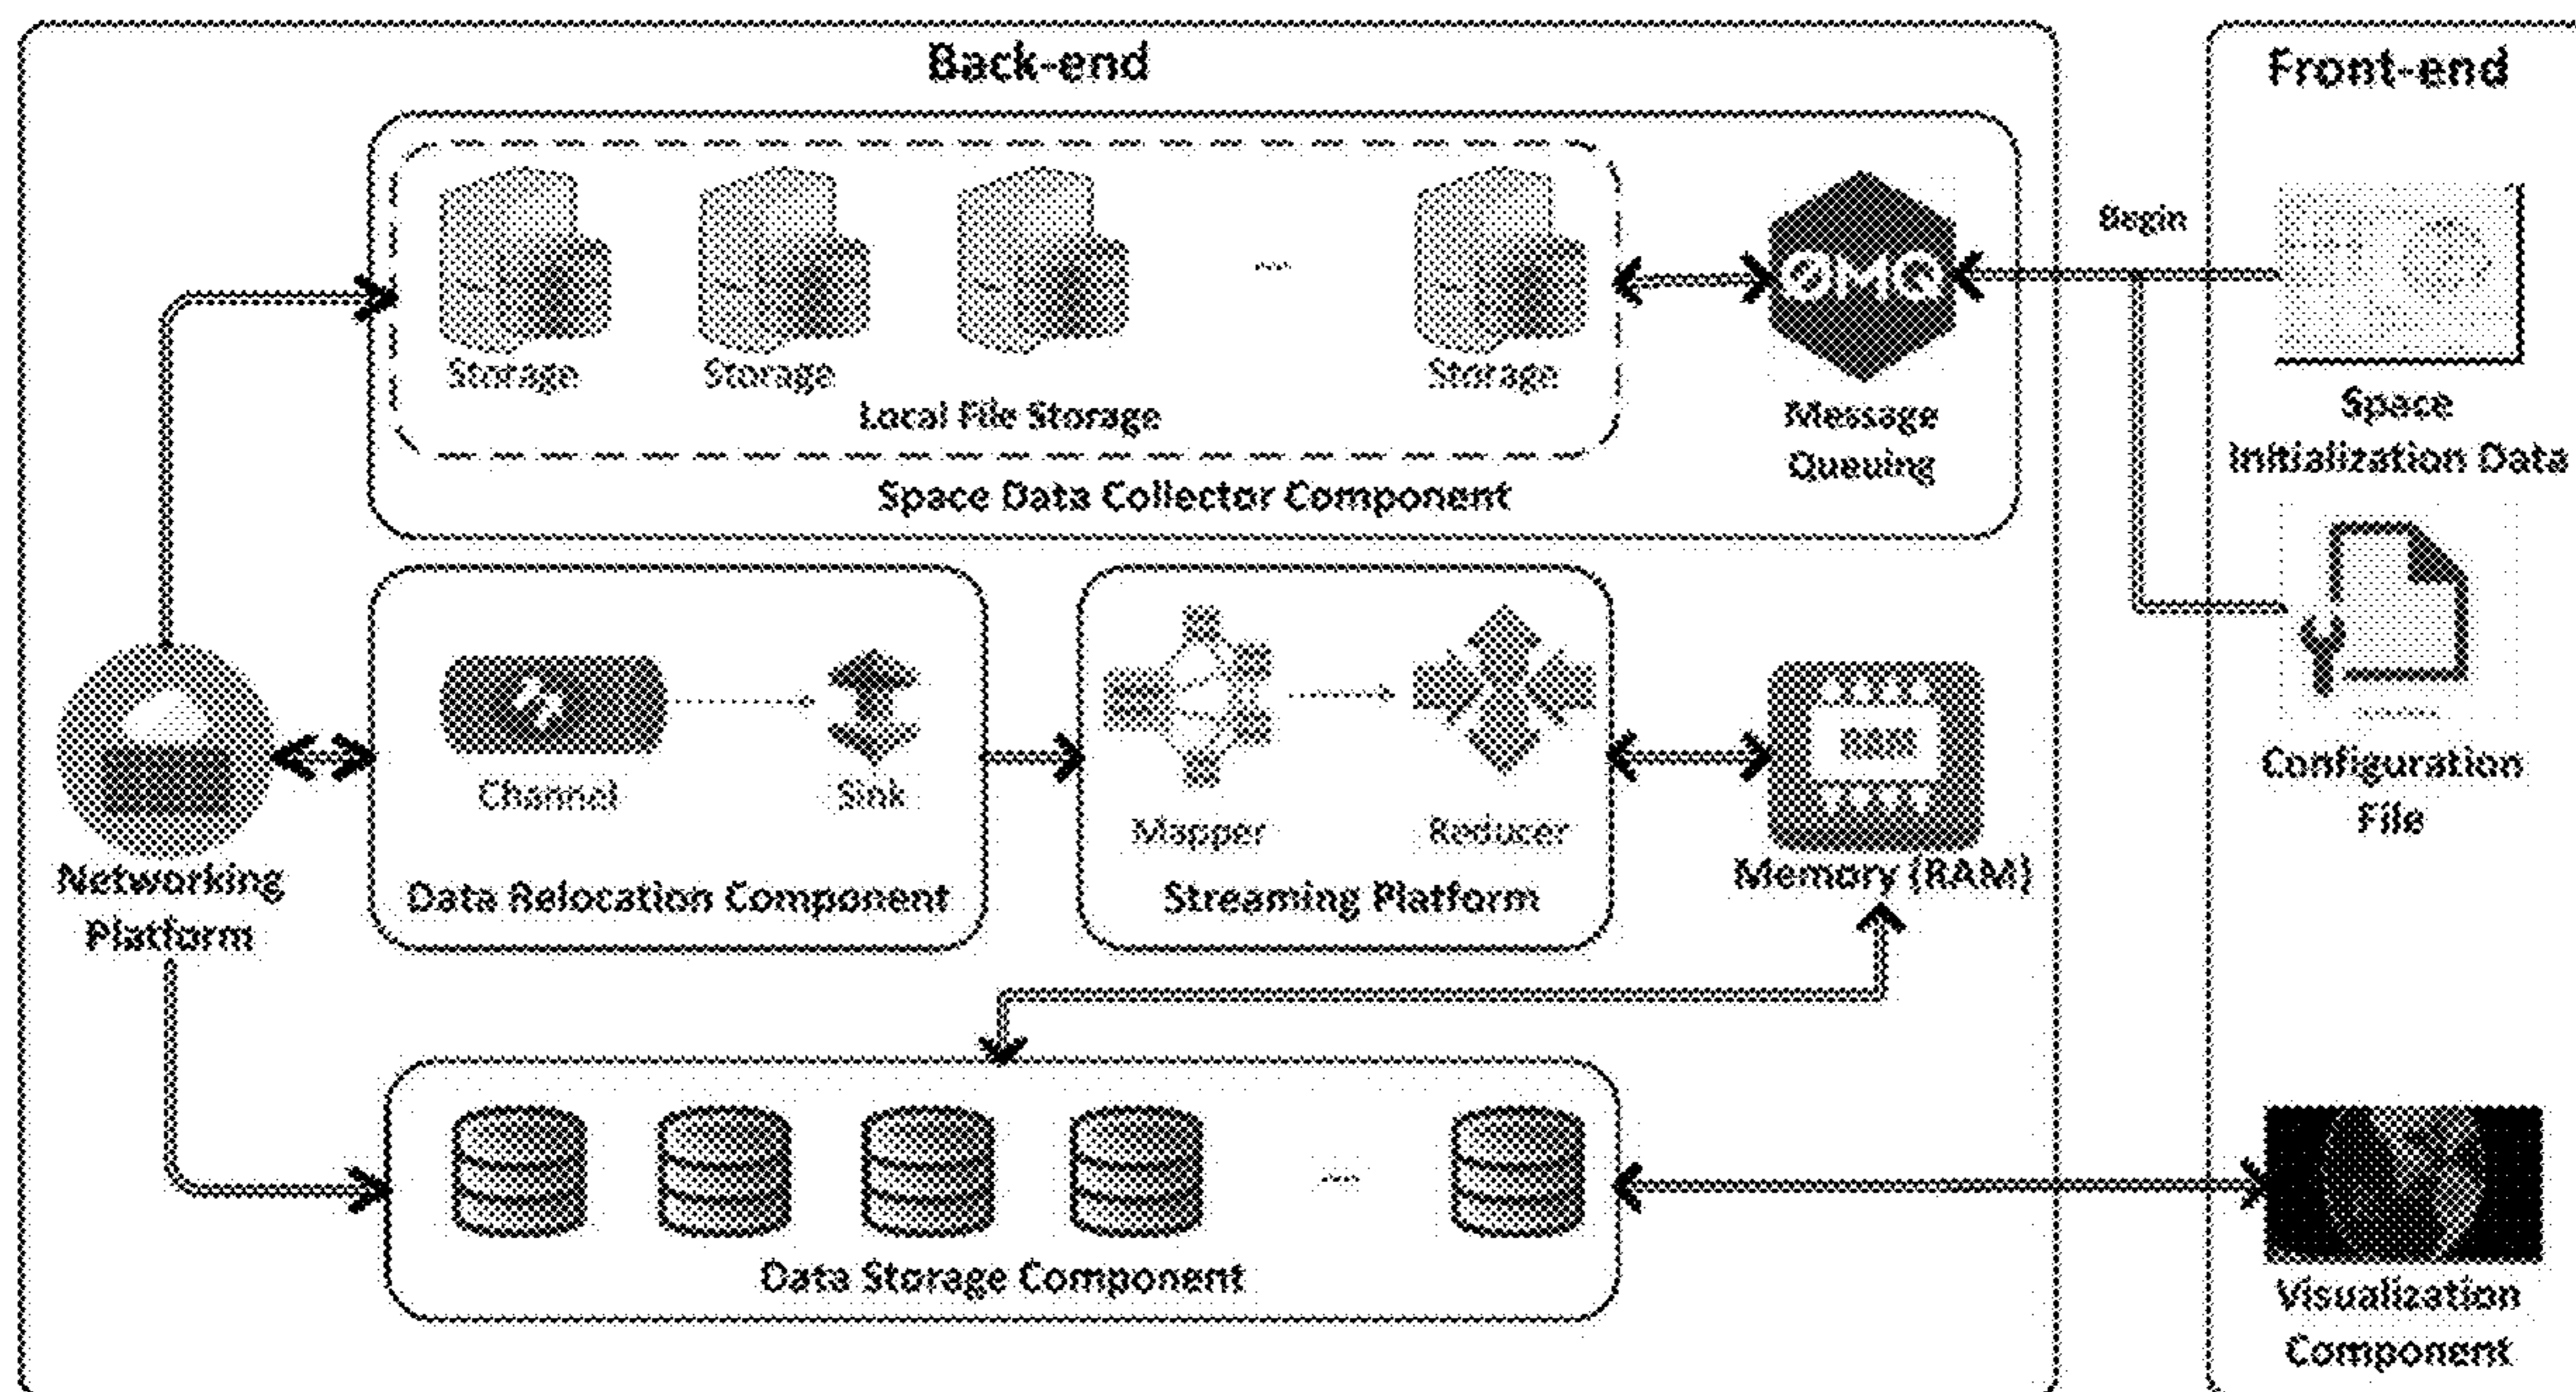 Back-end
Front-end
Begin
ØMQ
Storage
Storage
Storage
Local File Storage
Message
Queuing
Space Data Collector Component
Space
Initialization Data
Channel
Sink
Data Relocation Component
Mapper
Reducer
Streaming Platform
RAM
Memory (RAM)
Networking
Platform
Configuration
File
Data Storage Component
Visualization
Component